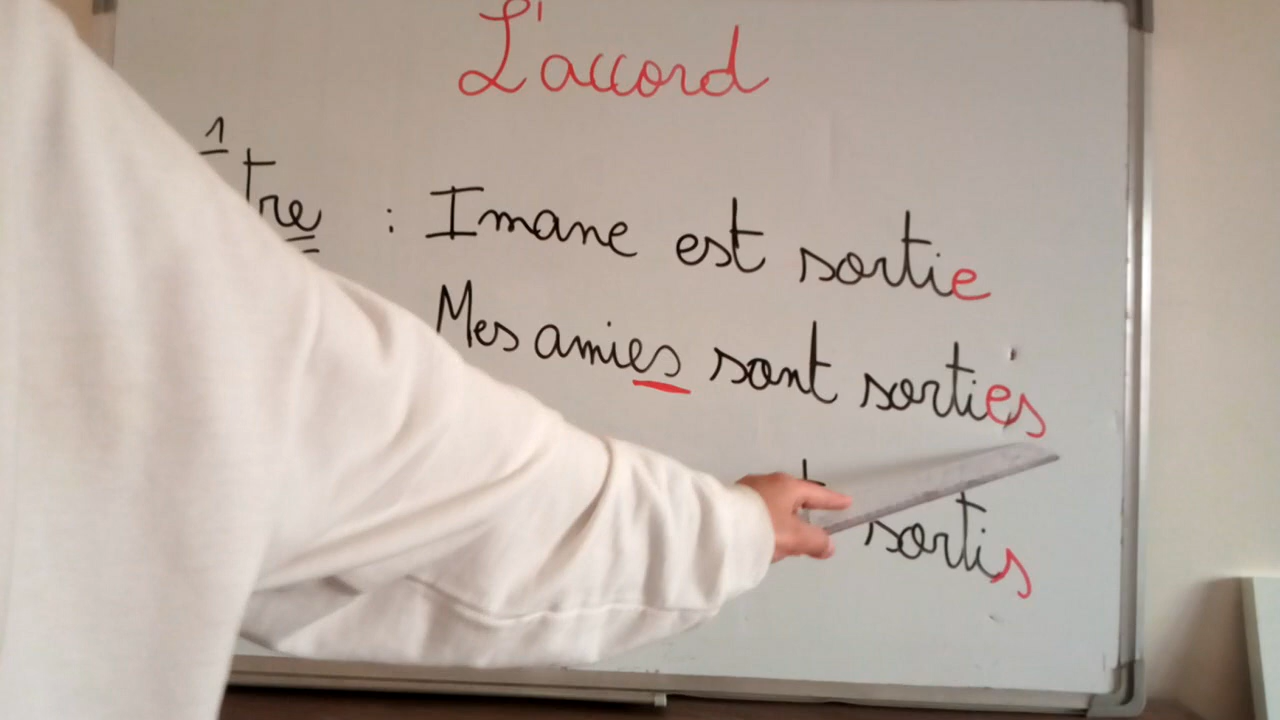 L'accord
1
tre : Imane est sortie
Mes amies sont sorties
sortis